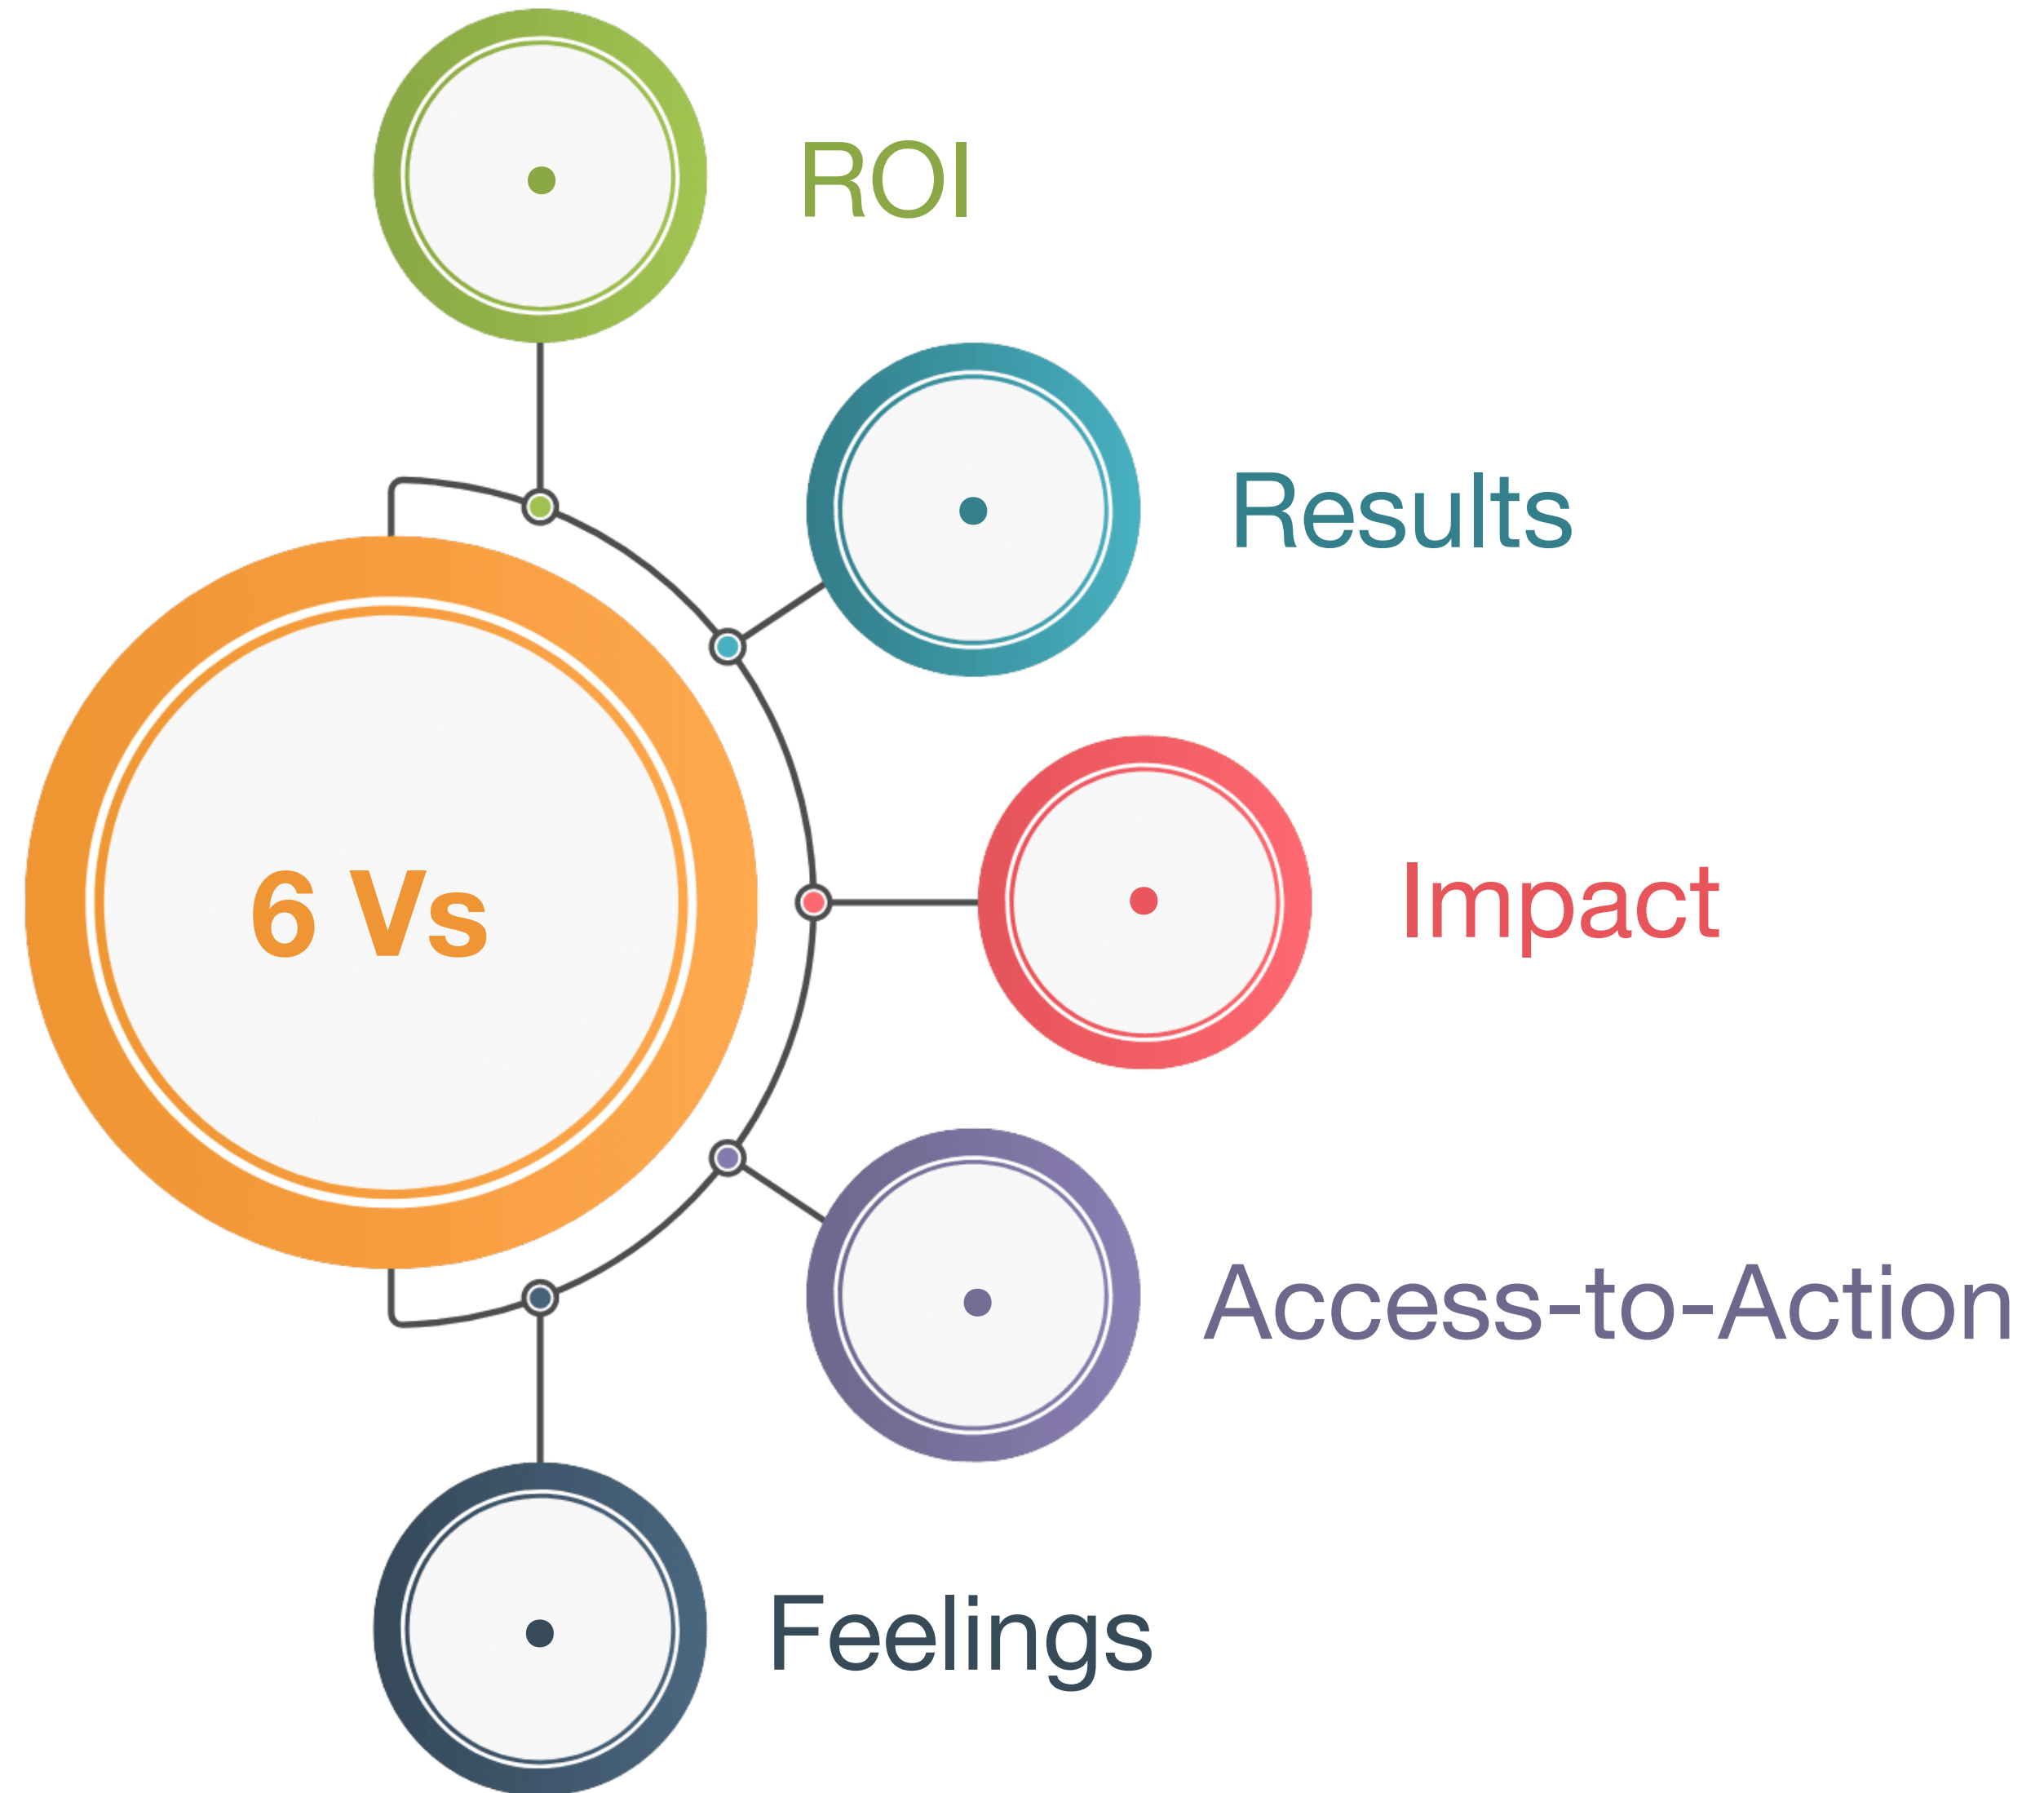 ROI
Results
Impact
6 Vs
Access-to-Action
Feelings